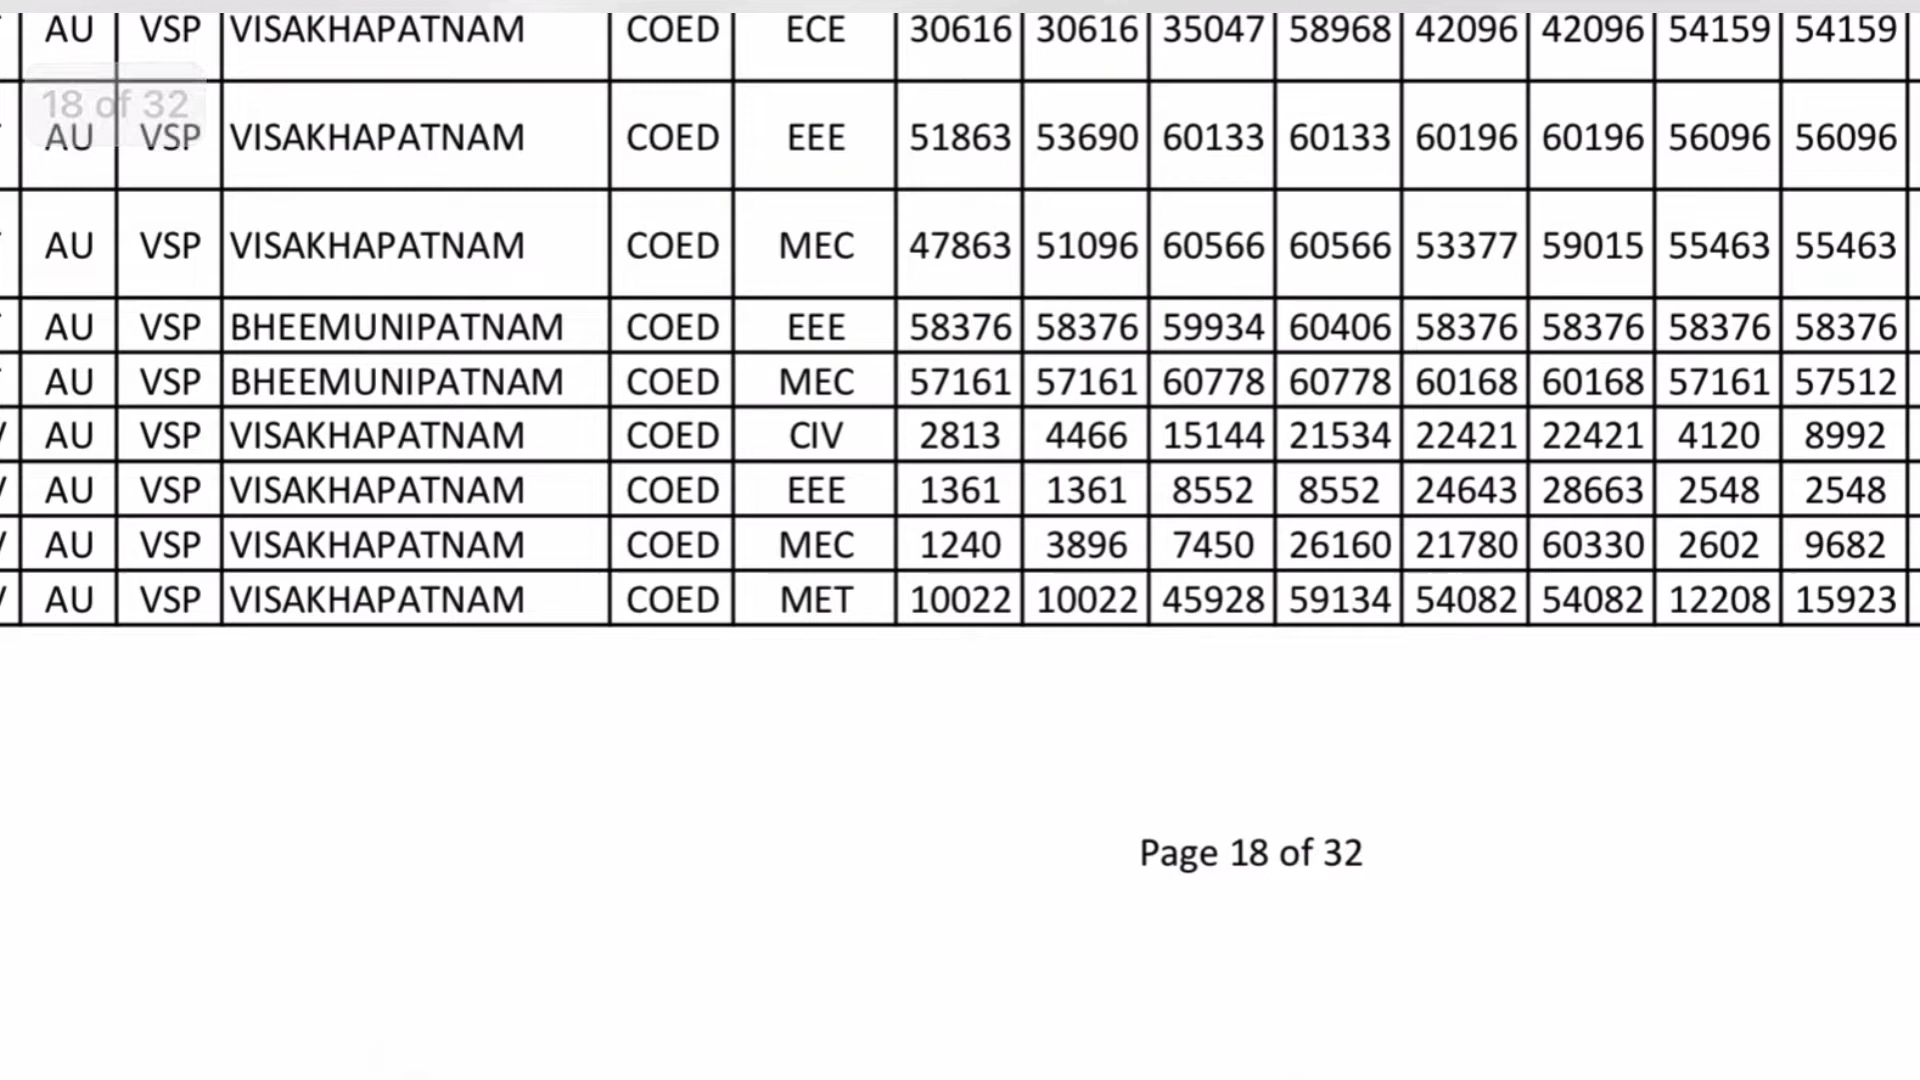 AU VSP VISAKHAPATNAM COED ECE 30616 30616 35047 58968 42096 42096 54159 54159
18 of 32
AU VSP VISAKHAPATNAM COED EEE 51863 53690 60133 60133 60196 60196 56096 56096
AU VSP VISAKHAPATNAM COED MEC 47863 51096 60566 60566 53377 59015 55463 55463
AU VSP BHEEMUNIPATNAM COED EEE 58376 58376 59934 60406 58376 58376 58376 58376
AU VSP BHEEMUNIPATNAM COED MEC 57161 57161 60778 60778 60168 60168 57161 57512
AU VSP VISAKHAPATNAM COED CIV 2813 4466 15144 21534 22421 22421 4120 8992
AU VSP VISAKHAPATNAM COED EEE 1361 1361 8552 8552 24643 28663 2548 2548
AU VSP VISAKHAPATNAM COED MEC 1240 3896 7450 26160 21780 60330 2602 9682
AU VSP VISAKHAPATNAM COED MET 10022 10022 45928 59134 54082 54082 12208 15923
Page 18 of 32